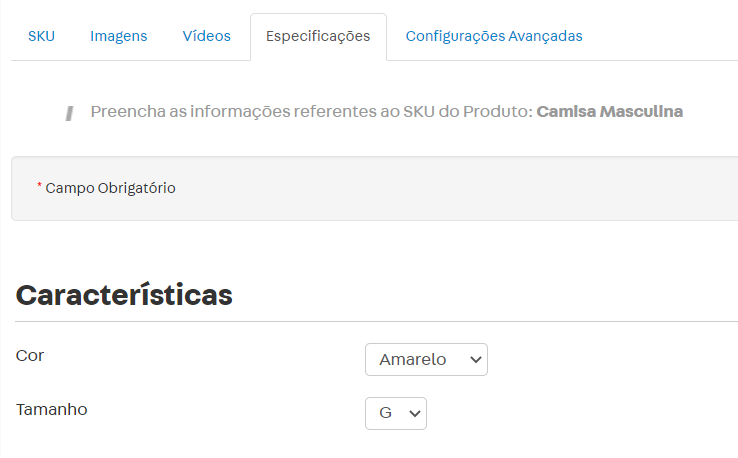 SKU Imagens Vídeos Especificações Configurações Avançadas
Preencha as informações referentes ao SKU do Produto: Camisa Masculina
* Campo Obrigatório
Características
Cor Amarelo
Tamanho G